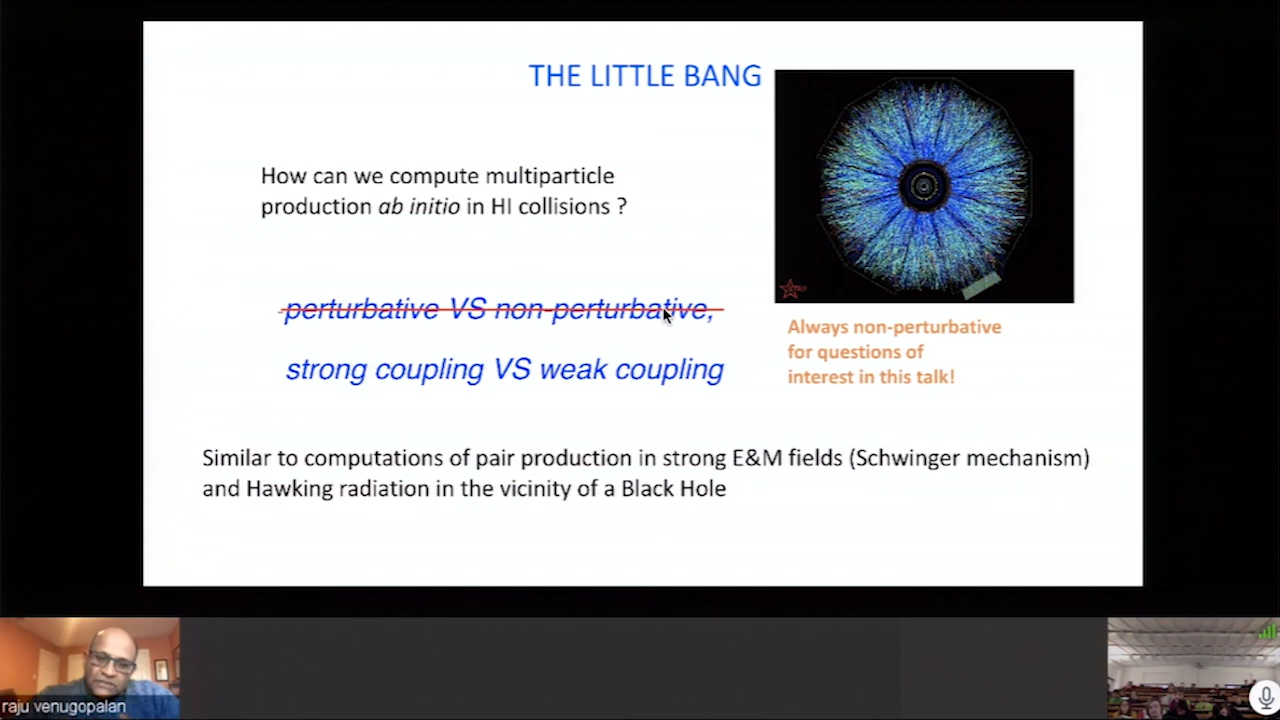 THE LITTLE BANG
How can we compute multiparticle
production ab initio in HI collisions ?
perturbative VS non-perturbative,
strong coupling VS weak coupling
Always non-perturbative
for questions of
interest in this talk!
Similar to computations of pair production in strong E&M fields (Schwinger mechanism)
and Hawking radiation in the vicinity of a Black Hole
raju venugopalan